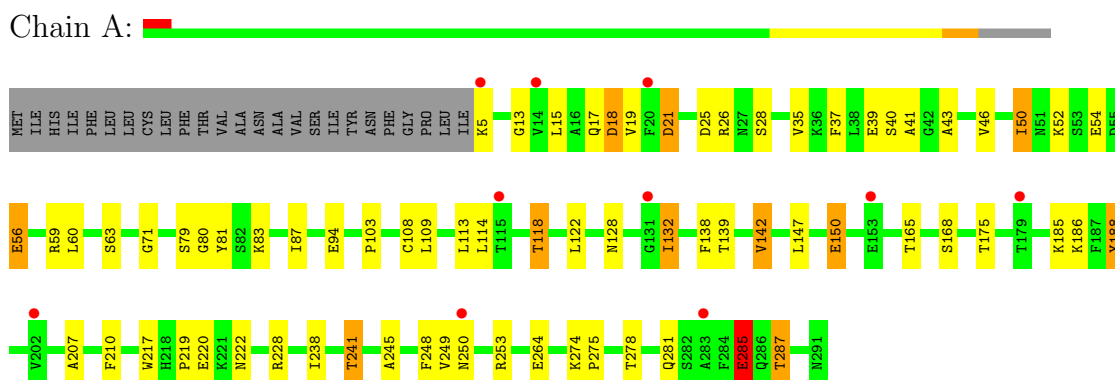 Chain A:
MET ILE HIS ILE PHE LEU LEU CYS LEU PHE THR VAL ALA ASN ALA VAL SER ILE TYR ASN PHE GLY PRO LEU ILE K5 G13 V14 L15 A16 Q17 D18 V19 F20 D21 D25 R26 N27 S28 V35 K36 F37 L38 E39 S40 A41 G42 A43 V46 I50 N51 K52 S53 E54 D55
E56 R59 L60 S63 G71 S79 G80 Y81 S82 K83 I87 E94 P103 C108 L109 L113 L114 T115 T118 L122 N128 G131 I132 F138 T139 V142 L147 E150 E153 T165 S168 T175 T179 K185 K186 F187
V202 A207 F210 W217 H218 P219 E220 K221 N222 R228 I238 T241 A245 F248 V249 N250 R253 E264 K274 P275 T278 Q281 S282 A283 F284 E285 Q286 T287 N291